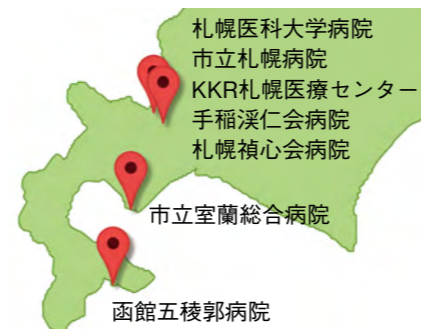 札幌医科大学病院
市立札幌病院
KKR札幌医療センター
手稲渓仁会病院
札幌禎心会病院
市立室蘭総合病院
函館五稜郭病院